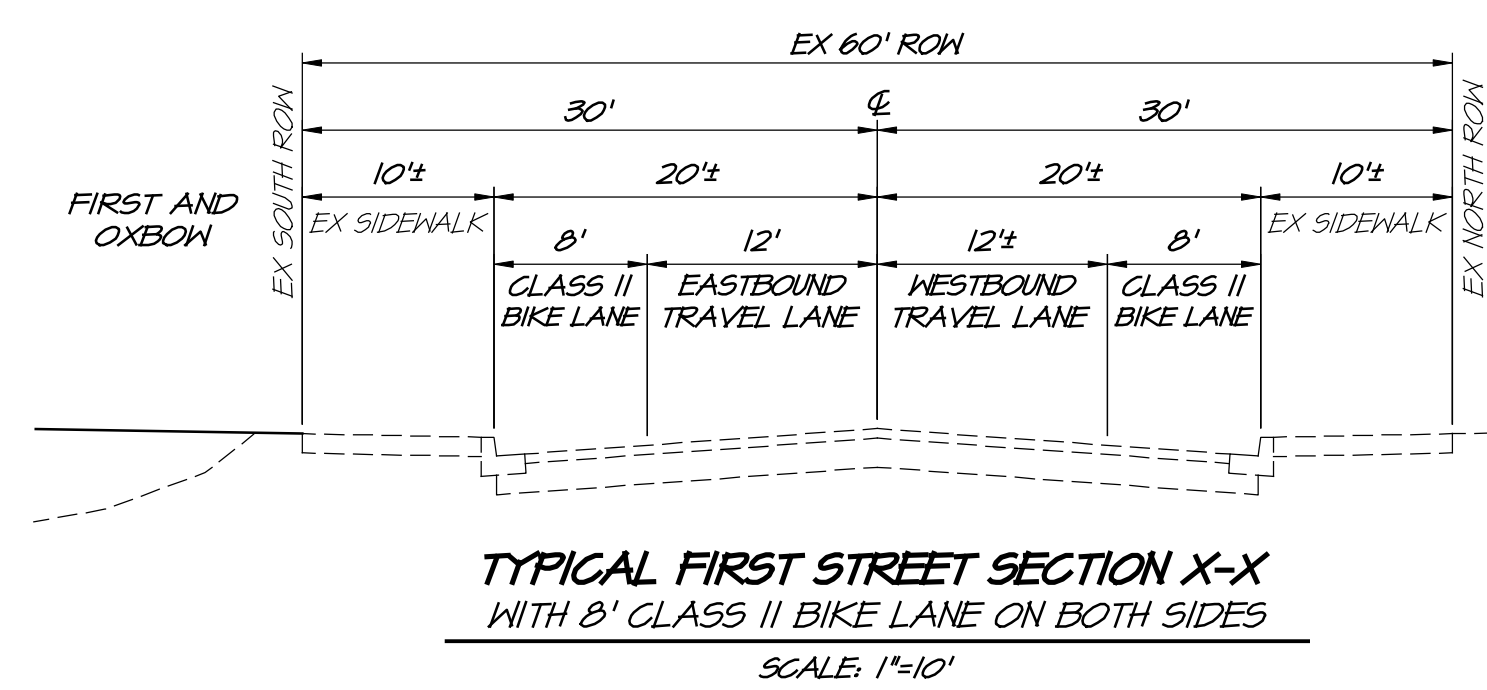 EX 60' ROW
30'
℄
30'
10'±
20'±
20'±
10'±
EX SOUTH ROW
EX NORTH ROW
FIRST AND
OXBOW
EX SIDEWALK
EX SIDEWALK
8'
12'
12'±
8'
CLASS II
BIKE LANE
EASTBOUND
TRAVEL LANE
WESTBOUND
TRAVEL LANE
CLASS II
BIKE LANE
TYPICAL FIRST STREET SECTION X-X
WITH 8' CLASS II BIKE LANE ON BOTH SIDES
SCALE: 1"=10'